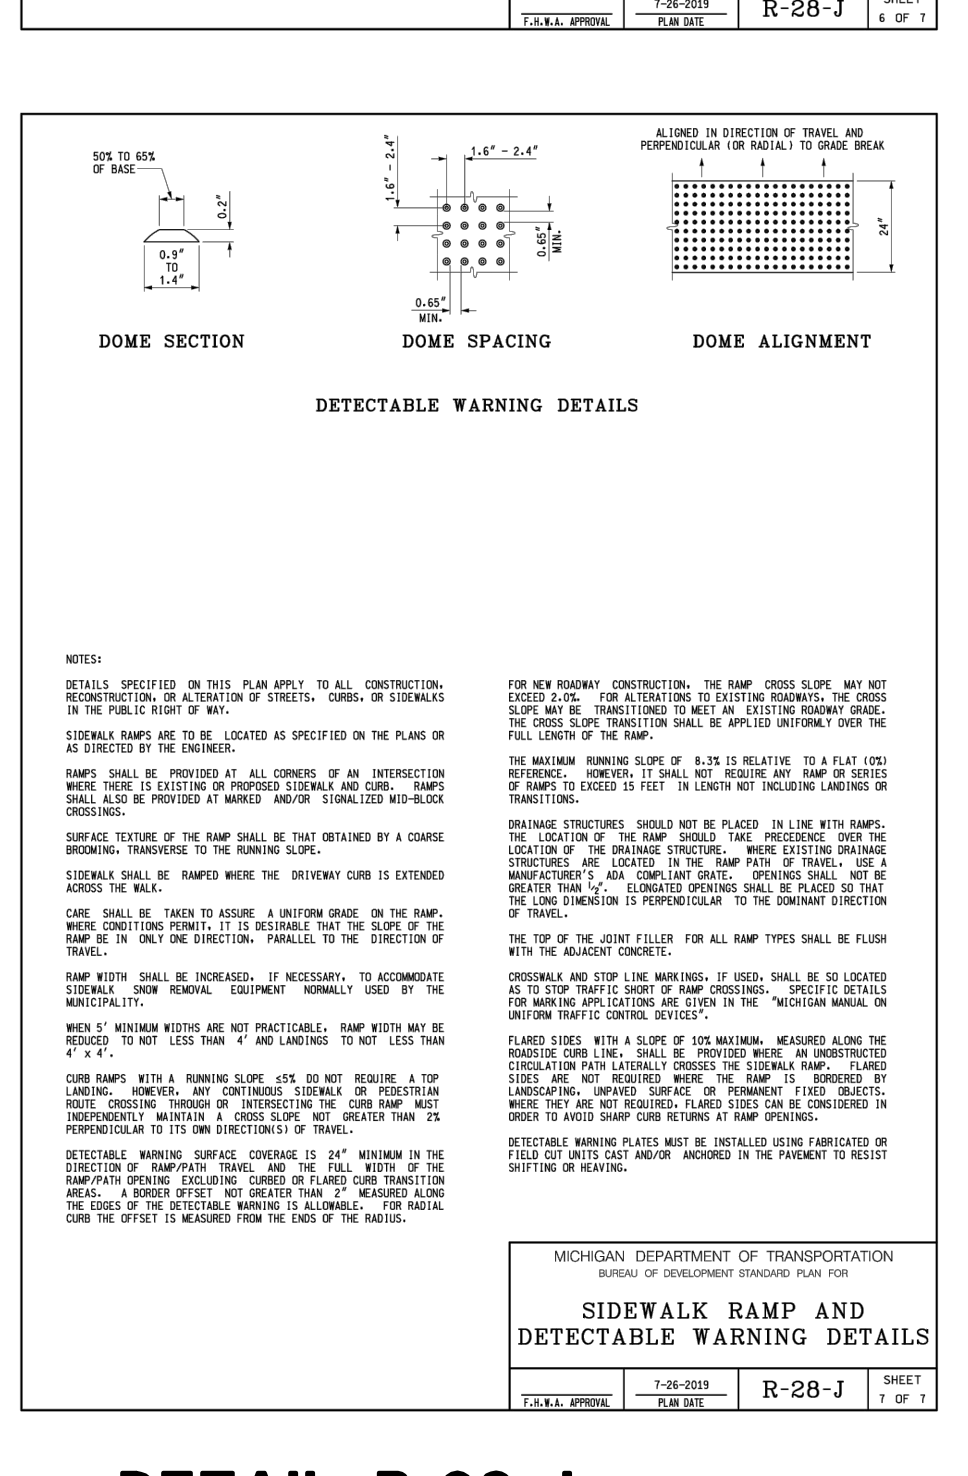 7-26-2019
F.H.W.A. APPROVAL
PLAN DATE
R-28-J
SHEET
6 OF 7
50% TO 65%
OF BASE
0.2"
0.9"
TO
1.4"
DOME SECTION
1.6" - 2.4"
1.6" - 2.4"
0.65"
MIN.
0.65"
MIN.
DOME SPACING
ALIGNED IN DIRECTION OF TRAVEL AND
PERPENDICULAR (OR RADIAL) TO GRADE BREAK
24"
DOME ALIGNMENT
DETECTABLE WARNING DETAILS
NOTES:
DETAILS SPECIFIED ON THIS PLAN APPLY TO ALL CONSTRUCTION,
RECONSTRUCTION, OR ALTERATION OF STREETS, CURBS, OR SIDEWALKS
IN THE PUBLIC RIGHT OF WAY.
SIDEWALK RAMPS ARE TO BE LOCATED AS SPECIFIED ON THE PLANS OR
AS DIRECTED BY THE ENGINEER.
RAMPS SHALL BE PROVIDED AT ALL CORNERS OF AN INTERSECTION
WHERE THERE IS EXISTING OR PROPOSED SIDEWALK AND CURB. RAMPS
SHALL ALSO BE PROVIDED AT MARKED AND/OR SIGNALIZED MID-BLOCK
CROSSINGS.
SURFACE TEXTURE OF THE RAMP SHALL BE THAT OBTAINED BY A COARSE
BROOMING, TRANSVERSE TO THE RUNNING SLOPE.
SIDEWALK SHALL BE RAMPED WHERE THE DRIVEWAY CURB IS EXTENDED
ACROSS THE WALK.
CARE SHALL BE TAKEN TO ASSURE A UNIFORM GRADE ON THE RAMP.
WHERE CONDITIONS PERMIT, IT IS DESIRABLE THAT THE SLOPE OF THE
RAMP BE IN ONLY ONE DIRECTION, PARALLEL TO THE DIRECTION OF
TRAVEL.
RAMP WIDTH SHALL BE INCREASED, IF NECESSARY, TO ACCOMMODATE
SIDEWALK SNOW REMOVAL EQUIPMENT NORMALLY USED BY THE
MUNICIPALITY.
WHEN 5' MINIMUM WIDTHS ARE NOT PRACTICABLE, RAMP WIDTH MAY BE
REDUCED TO NOT LESS THAN 4' AND LANDINGS TO NOT LESS THAN
4' x 4'.
CURB RAMPS WITH A RUNNING SLOPE ≤5% DO NOT REQUIRE A TOP
LANDING. HOWEVER, ANY CONTINUOUS SIDEWALK OR PEDESTRIAN
ROUTE CROSSING THROUGH OR INTERSECTING THE CURB RAMP MUST
INDEPENDENTLY MAINTAIN A CROSS SLOPE NOT GREATER THAN 2%
PERPENDICULAR TO ITS OWN DIRECTION(S) OF TRAVEL.
DETECTABLE WARNING SURFACE COVERAGE IS 24" MINIMUM IN THE
DIRECTION OF RAMP/PATH TRAVEL AND THE FULL WIDTH OF THE
RAMP/PATH OPENING EXCLUDING CURBED OR FLARED CURB TRANSITION
AREAS. A BORDER OFFSET NOT GREATER THAN 2" MEASURED ALONG
THE EDGES OF THE DETECTABLE WARNING IS ALLOWABLE. FOR RADIAL
CURB THE OFFSET IS MEASURED FROM THE ENDS OF THE RADIUS.
FOR NEW ROADWAY CONSTRUCTION, THE RAMP CROSS SLOPE MAY NOT
EXCEED 2.0%. FOR ALTERATIONS TO EXISTING ROADWAYS, THE CROSS
SLOPE MAY BE TRANSITIONED TO MEET AN EXISTING ROADWAY GRADE.
THE CROSS SLOPE TRANSITION SHALL BE APPLIED UNIFORMLY OVER THE
FULL LENGTH OF THE RAMP.
THE MAXIMUM RUNNING SLOPE OF 8.3% IS RELATIVE TO A FLAT (0%)
REFERENCE. HOWEVER, IT SHALL NOT REQUIRE ANY RAMP OR SERIES
OF RAMPS TO EXCEED 15 FEET IN LENGTH NOT INCLUDING LANDINGS OR
TRANSITIONS.
DRAINAGE STRUCTURES SHOULD NOT BE PLACED IN LINE WITH RAMPS.
THE LOCATION OF THE RAMP SHOULD TAKE PRECEDENCE OVER THE
LOCATION OF THE DRAINAGE STRUCTURE. WHERE EXISTING DRAINAGE
STRUCTURES ARE LOCATED IN THE RAMP PATH OF TRAVEL, USE A
MANUFACTURER'S ADA COMPLIANT GRATE. OPENINGS SHALL NOT BE
GREATER THAN 1/2". ELONGATED OPENINGS SHALL BE PLACED SO THAT
THE LONG DIMENSION IS PERPENDICULAR TO THE DOMINANT DIRECTION
OF TRAVEL.
THE TOP OF THE JOINT FILLER FOR ALL RAMP TYPES SHALL BE FLUSH
WITH THE ADJACENT CONCRETE.
CROSSWALK AND STOP LINE MARKINGS, IF USED, SHALL BE SO LOCATED
AS TO STOP TRAFFIC SHORT OF RAMP CROSSINGS. SPECIFIC DETAILS
FOR MARKING APPLICATIONS ARE GIVEN IN THE "MICHIGAN MANUAL ON
UNIFORM TRAFFIC CONTROL DEVICES".
FLARED SIDES WITH A SLOPE OF 10% MAXIMUM, MEASURED ALONG THE
ROADSIDE CURB LINE, SHALL BE PROVIDED WHERE AN UNOBSTRUCTED
CIRCULATION PATH LATERALLY CROSSES THE SIDEWALK RAMP. FLARED
SIDES ARE NOT REQUIRED WHERE THE RAMP IS BORDERED BY
LANDSCAPING, UNPAVED SURFACE OR PERMANENT FIXED OBJECTS.
WHERE THEY ARE NOT REQUIRED, FLARED SIDES CAN BE CONSIDERED IN
ORDER TO AVOID SHARP CURB RETURNS AT RAMP OPENINGS.
DETECTABLE WARNING PLATES MUST BE INSTALLED USING FABRICATED OR
FIELD CUT UNITS CAST AND/OR ANCHORED IN THE PAVEMENT TO RESIST
SHIFTING OR HEAVING.
MICHIGAN DEPARTMENT OF TRANSPORTATION
BUREAU OF DEVELOPMENT STANDARD PLAN FOR
SIDEWALK RAMP AND
DETECTABLE WARNING DETAILS
F.H.W.A. APPROVAL
7-26-2019
PLAN DATE
R-28-J
SHEET
7 OF 7